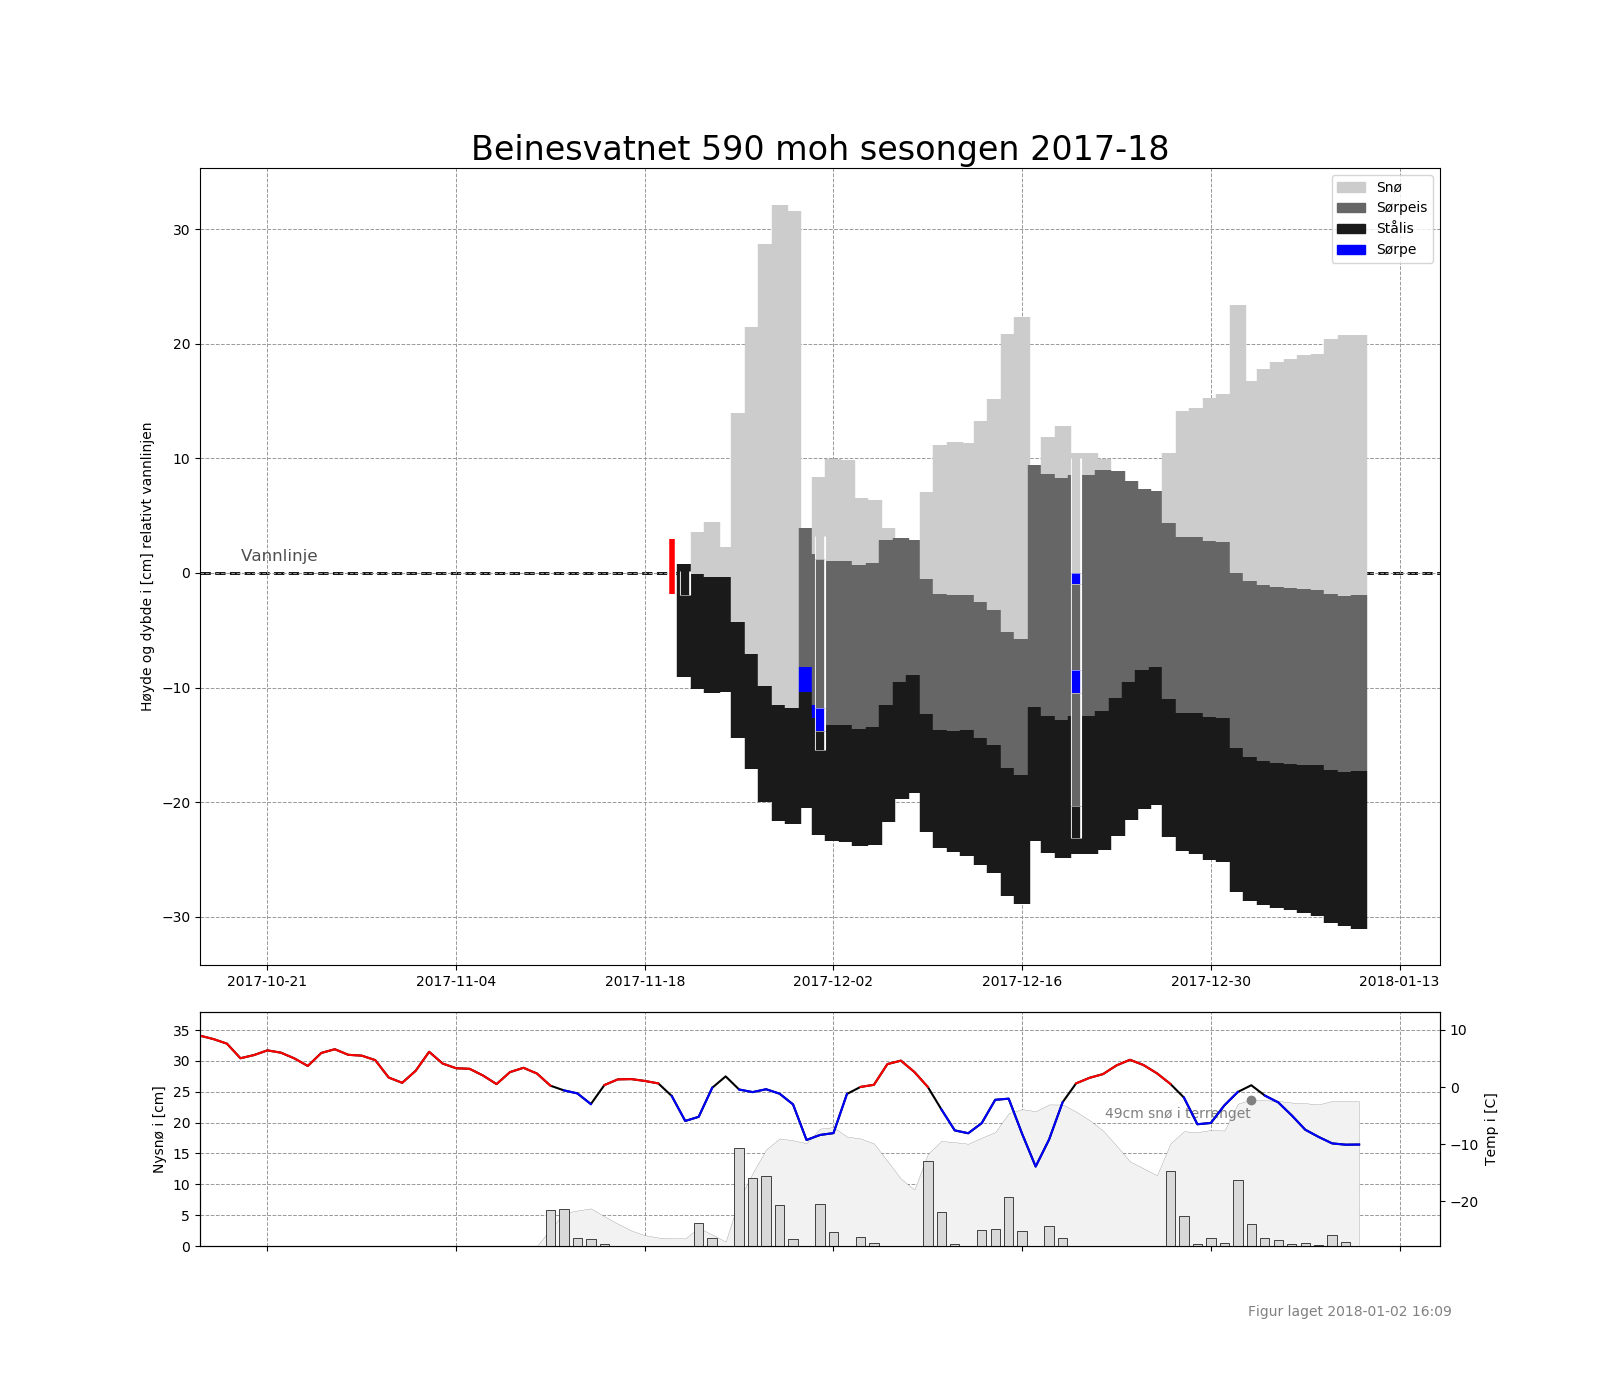 Beinesvatnet 590 moh sesongen 2017-18
Snø
Sørpeis
Stålis
Sørpe
Høyde og dybde i [cm] relativt vannlinjen
30
20
10
0
−10
−20
−30
Vannlinje
2017-10-21 2017-11-04 2017-11-18 2017-12-02 2017-12-16 2017-12-30 2018-01-13
Nysnø i [cm]
35
30
25
20
15
10
5
0
49cm snø i terrenget
10
0
−10
−20
Temp i [C]
Figur laget 2018-01-02 16:09